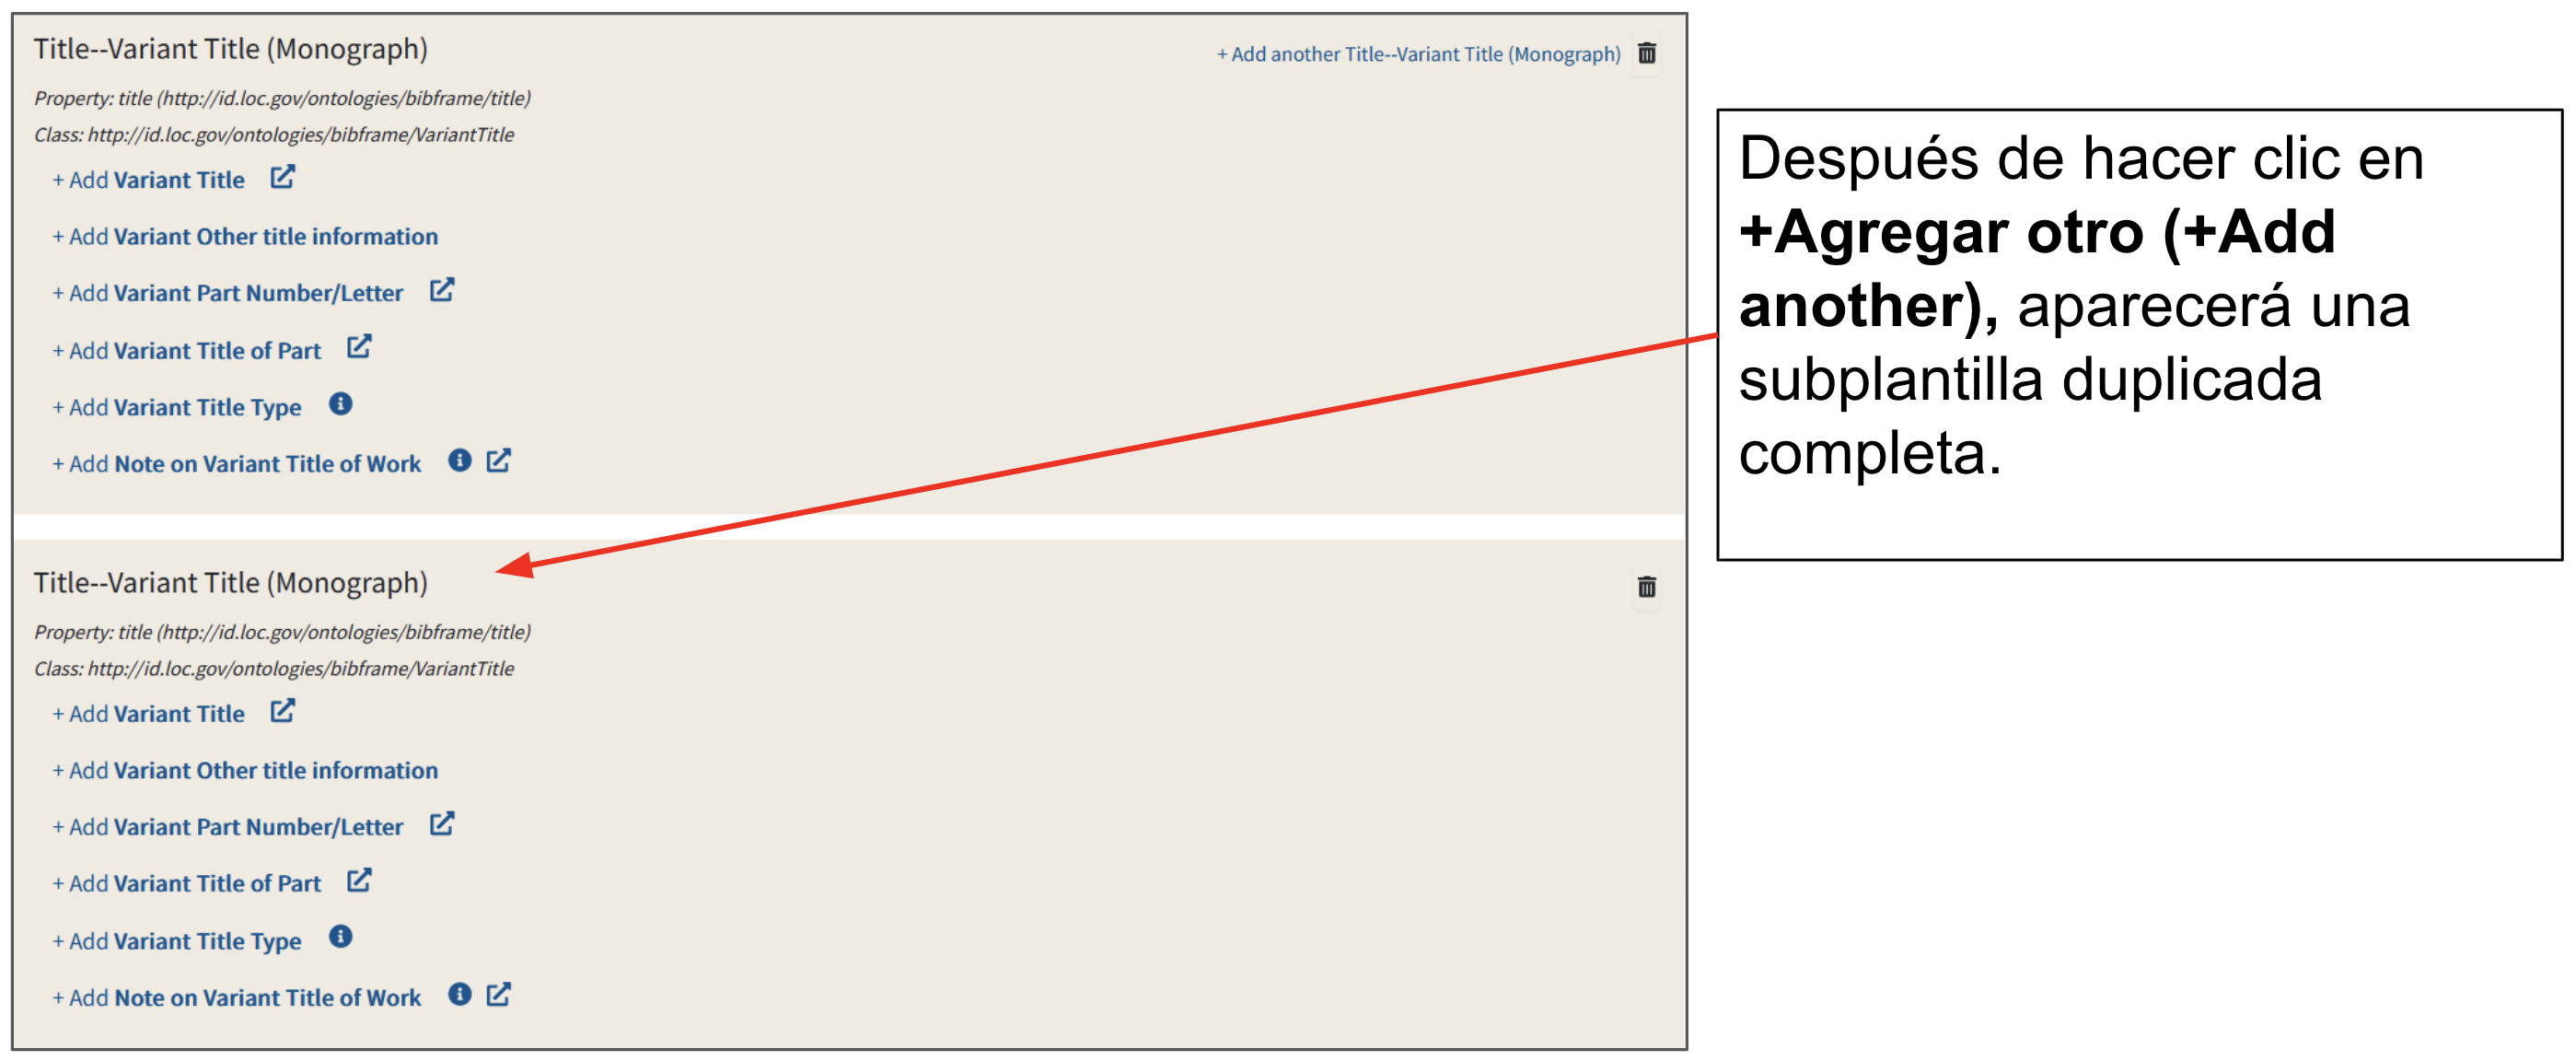 Title--Variant Title (Monograph)
+ Add another Title--Variant Title (Monograph)
Property: title (http://id.loc.gov/ontologies/bibframe/title)
Class: http://id.loc.gov/ontologies/bibframe/VariantTitle
+ Add Variant Title
+ Add Variant Other title information
+ Add Variant Part Number/Letter
+ Add Variant Title of Part
+ Add Variant Title Type
+ Add Note on Variant Title of Work
Title--Variant Title (Monograph)
Property: title (http://id.loc.gov/ontologies/bibframe/title)
Class: http://id.loc.gov/ontologies/bibframe/VariantTitle
+ Add Variant Title
+ Add Variant Other title information
+ Add Variant Part Number/Letter
+ Add Variant Title of Part
+ Add Variant Title Type
+ Add Note on Variant Title of Work
Después de hacer clic en
+Agregar otro (+Add
another), aparecerá una
subplantilla duplicada
completa.